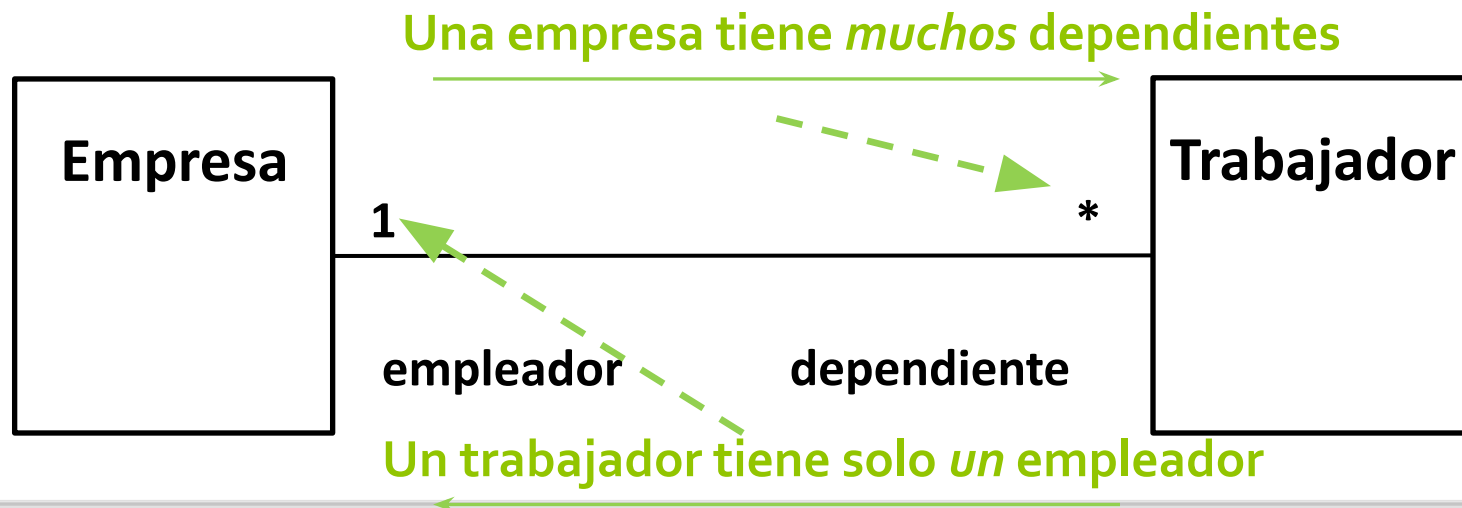 Una empresa tiene muchos dependientes
Empresa
Trabajador
1
*
empleador
dependiente
Un trabajador tiene solo un empleador